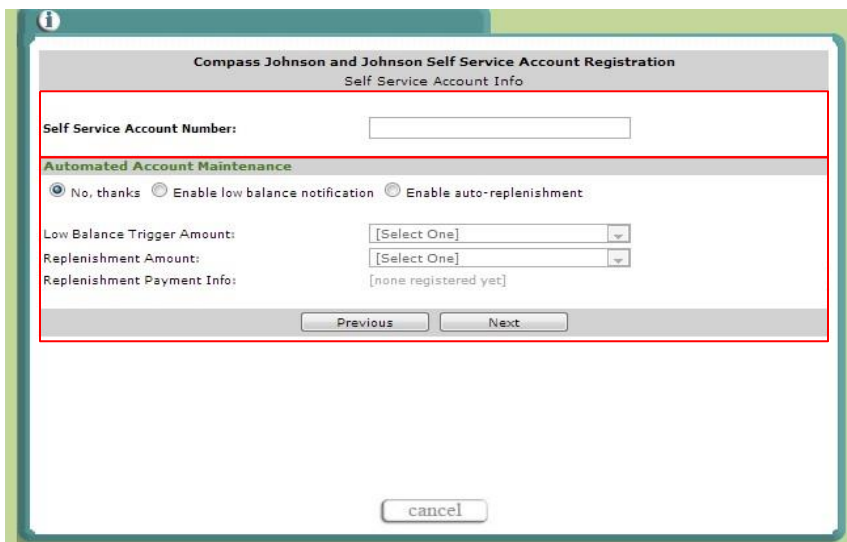 Compass Johnson and Johnson Self Service Account Registration
Self Service Account Info
Self Service Account Number:
Automated Account Maintenance
No, thanks Enable low balance notification Enable auto-replenishment
Low Balance Trigger Amount: [Select One]
Replenishment Amount: [Select One]
Replenishment Payment Info: [none registered yet]
Previous Next
cancel